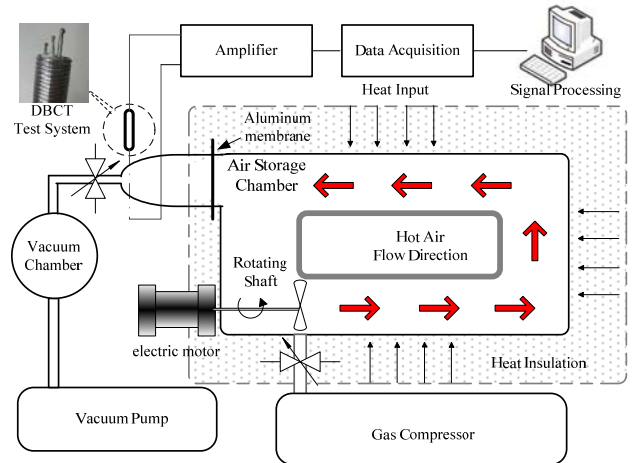 Amplifier
Data Acquisition
Signal Processing
DBCT
Test System
Heat Input
Aluminum
membrane
Air Storage
Chamber
Vacuum
Chamber
Hot Air
Flow Direction
Rotating
Shaft
electric motor
Heat Insulation
Vacuum Pump
Gas Compressor